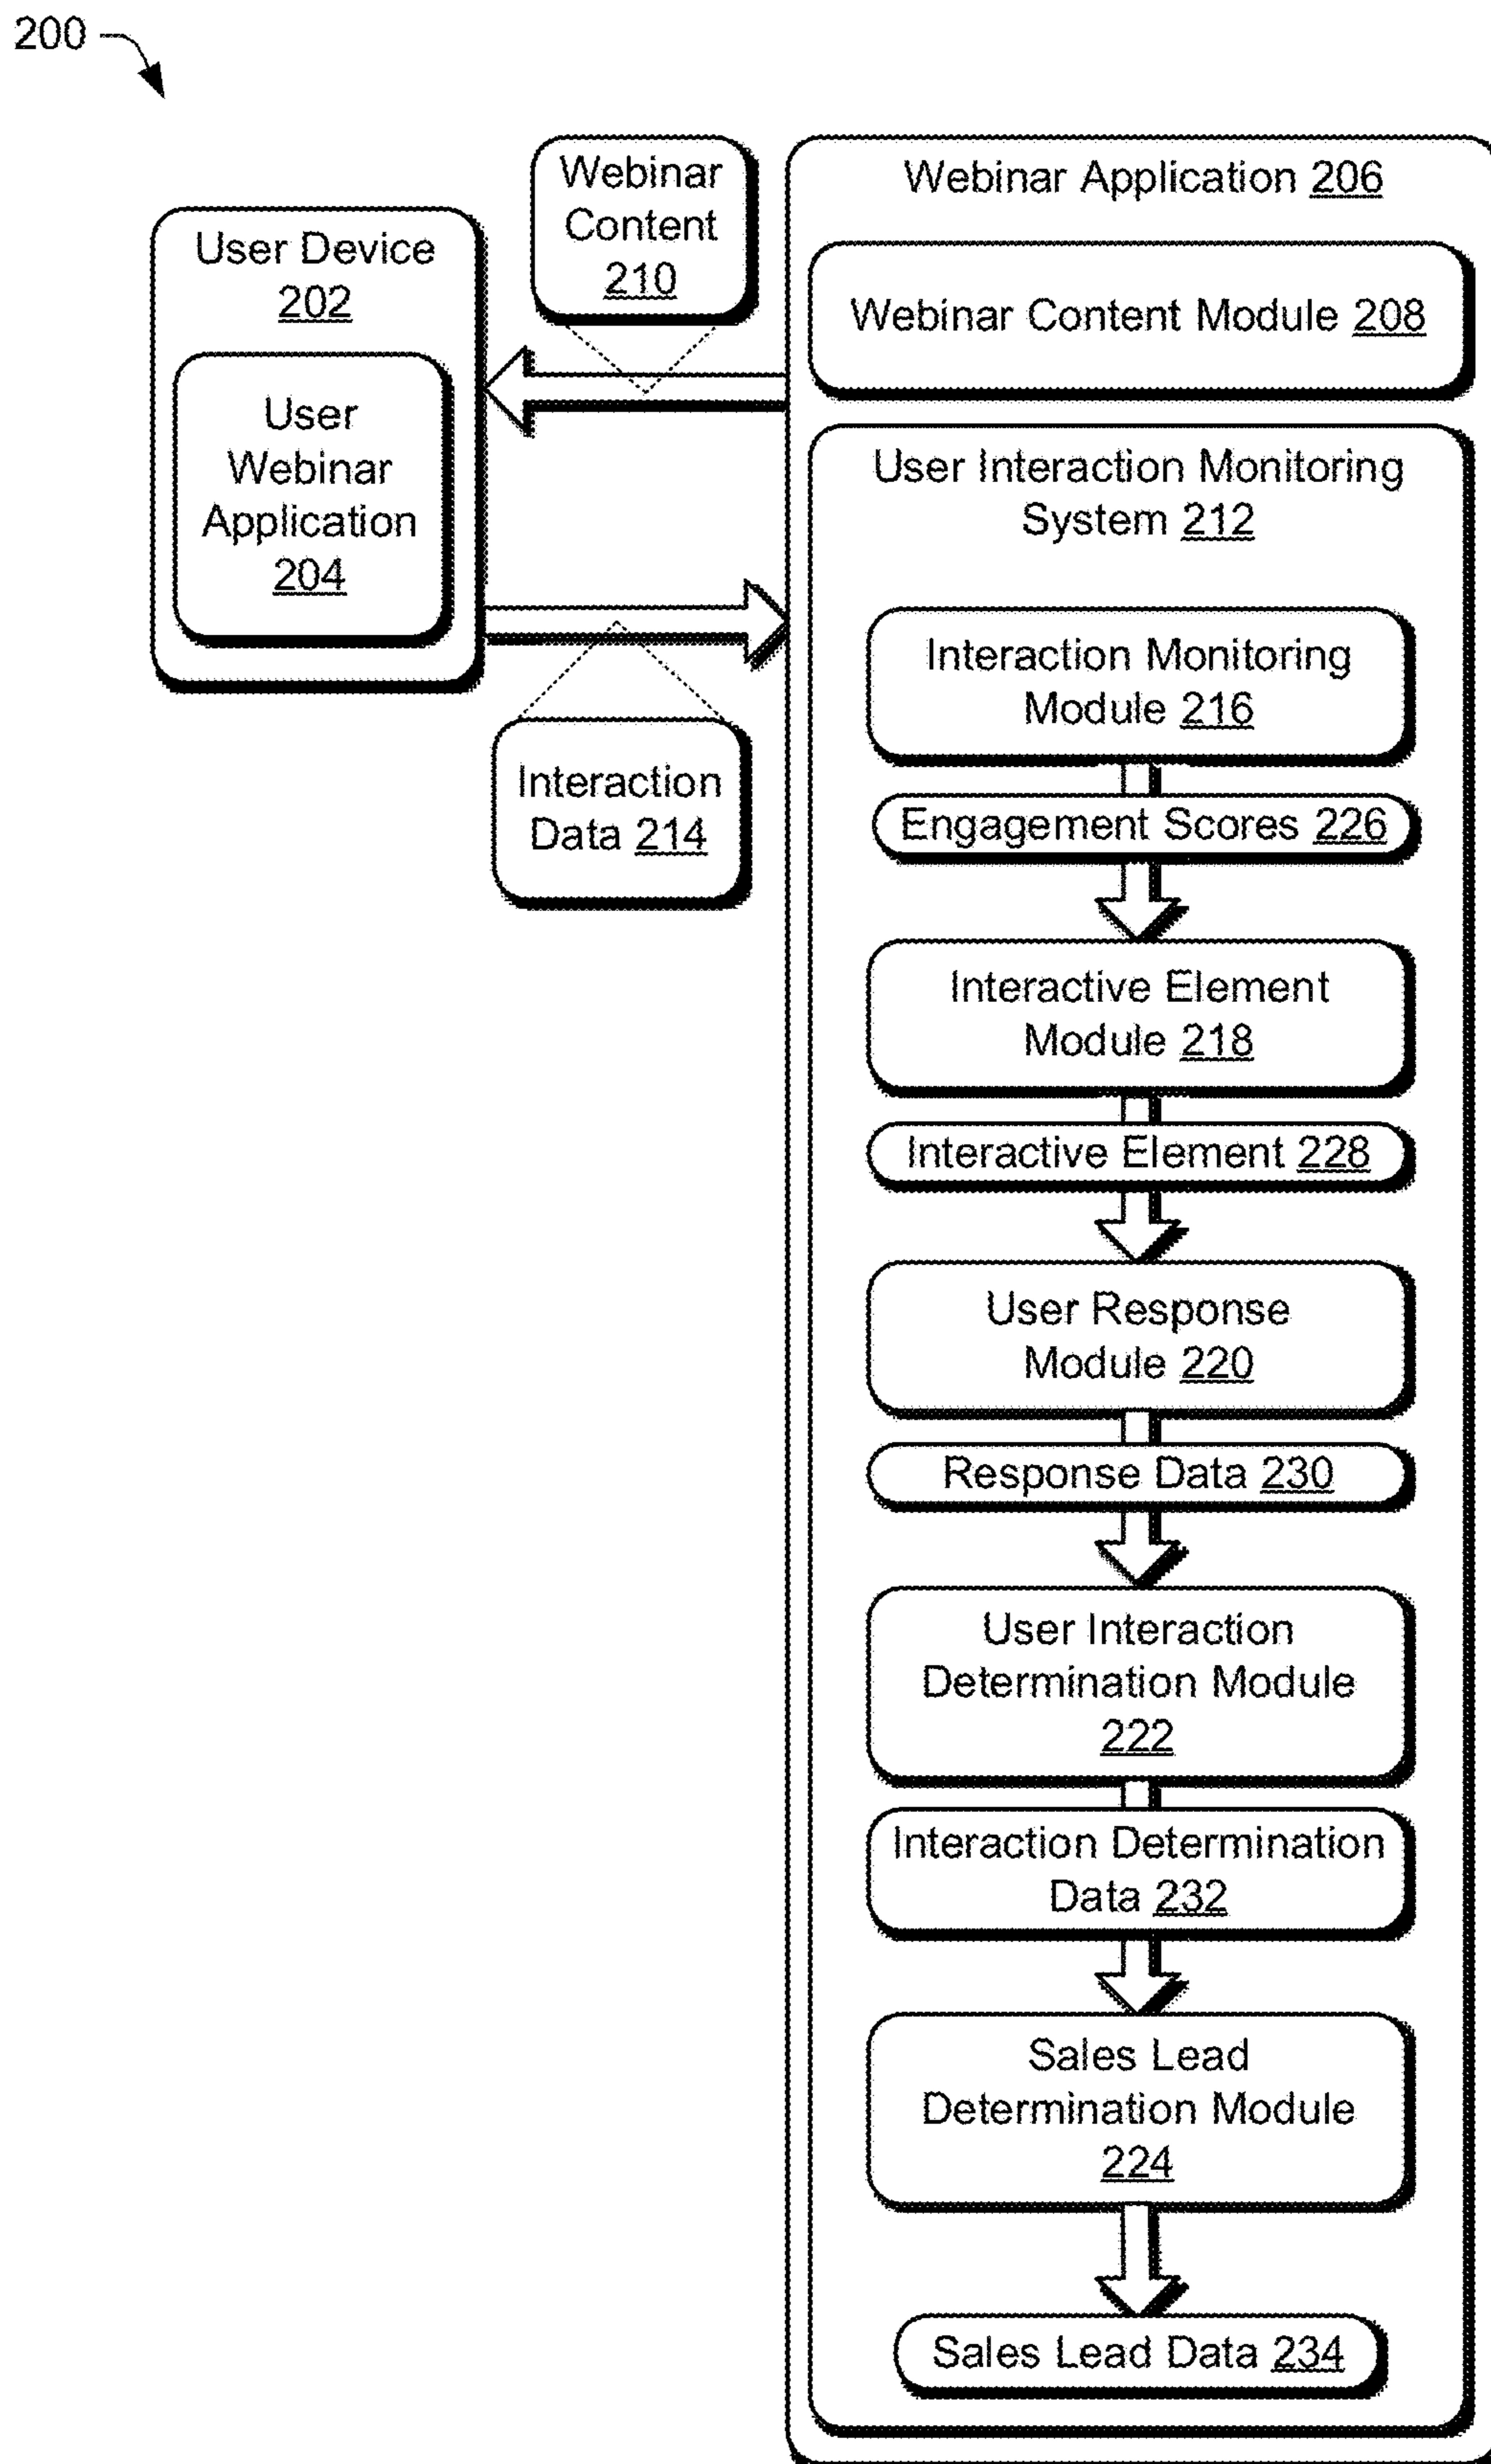 200
User Device
202
User
Webinar
Application
204
Webinar
Content
210
Interaction
Data 214
Webinar Application 206
Webinar Content Module 208
User Interaction Monitoring
System 212
Interaction Monitoring
Module 216
Engagement Scores 226
Interactive Element
Module 218
Interactive Element 228
User Response
Module 220
Response Data 230
User Interaction
Determination Module
222
Interaction Determination
Data 232
Sales Lead
Determination Module
224
Sales Lead Data 234